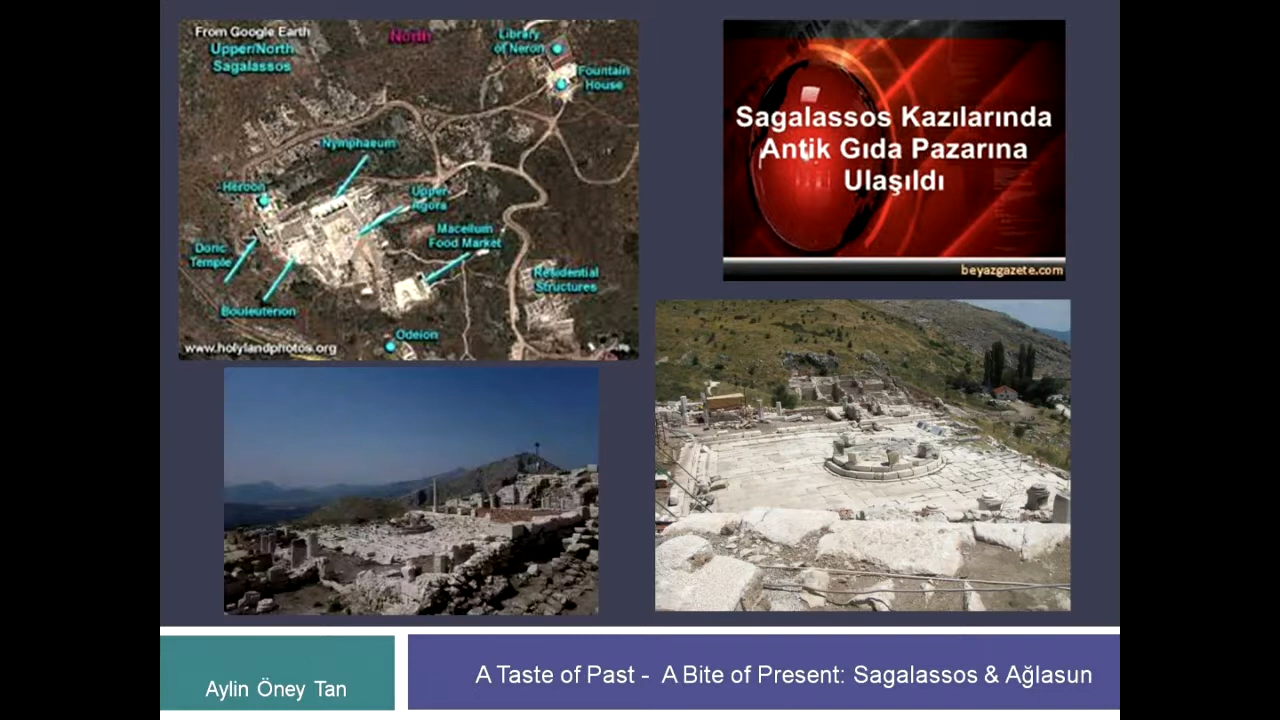 From Google Earth
Upper/North
Sagalassos
North
Library
of Neron
Fountain
House
Nymphaeum
Heroon
Upper
Agora
Macellum
Food Market
Doric
Temple
Residential
Structures
Bouleuterion
Odeion
www.holylandphotos.org
WORLD
Sagalassos Kazılarında
Antik Gıda Pazarına
Ulaşıldı
beyazgazete.com
Aylin Öney Tan
A Taste of Past - A Bite of Present: Sagalassos & Ağlasun